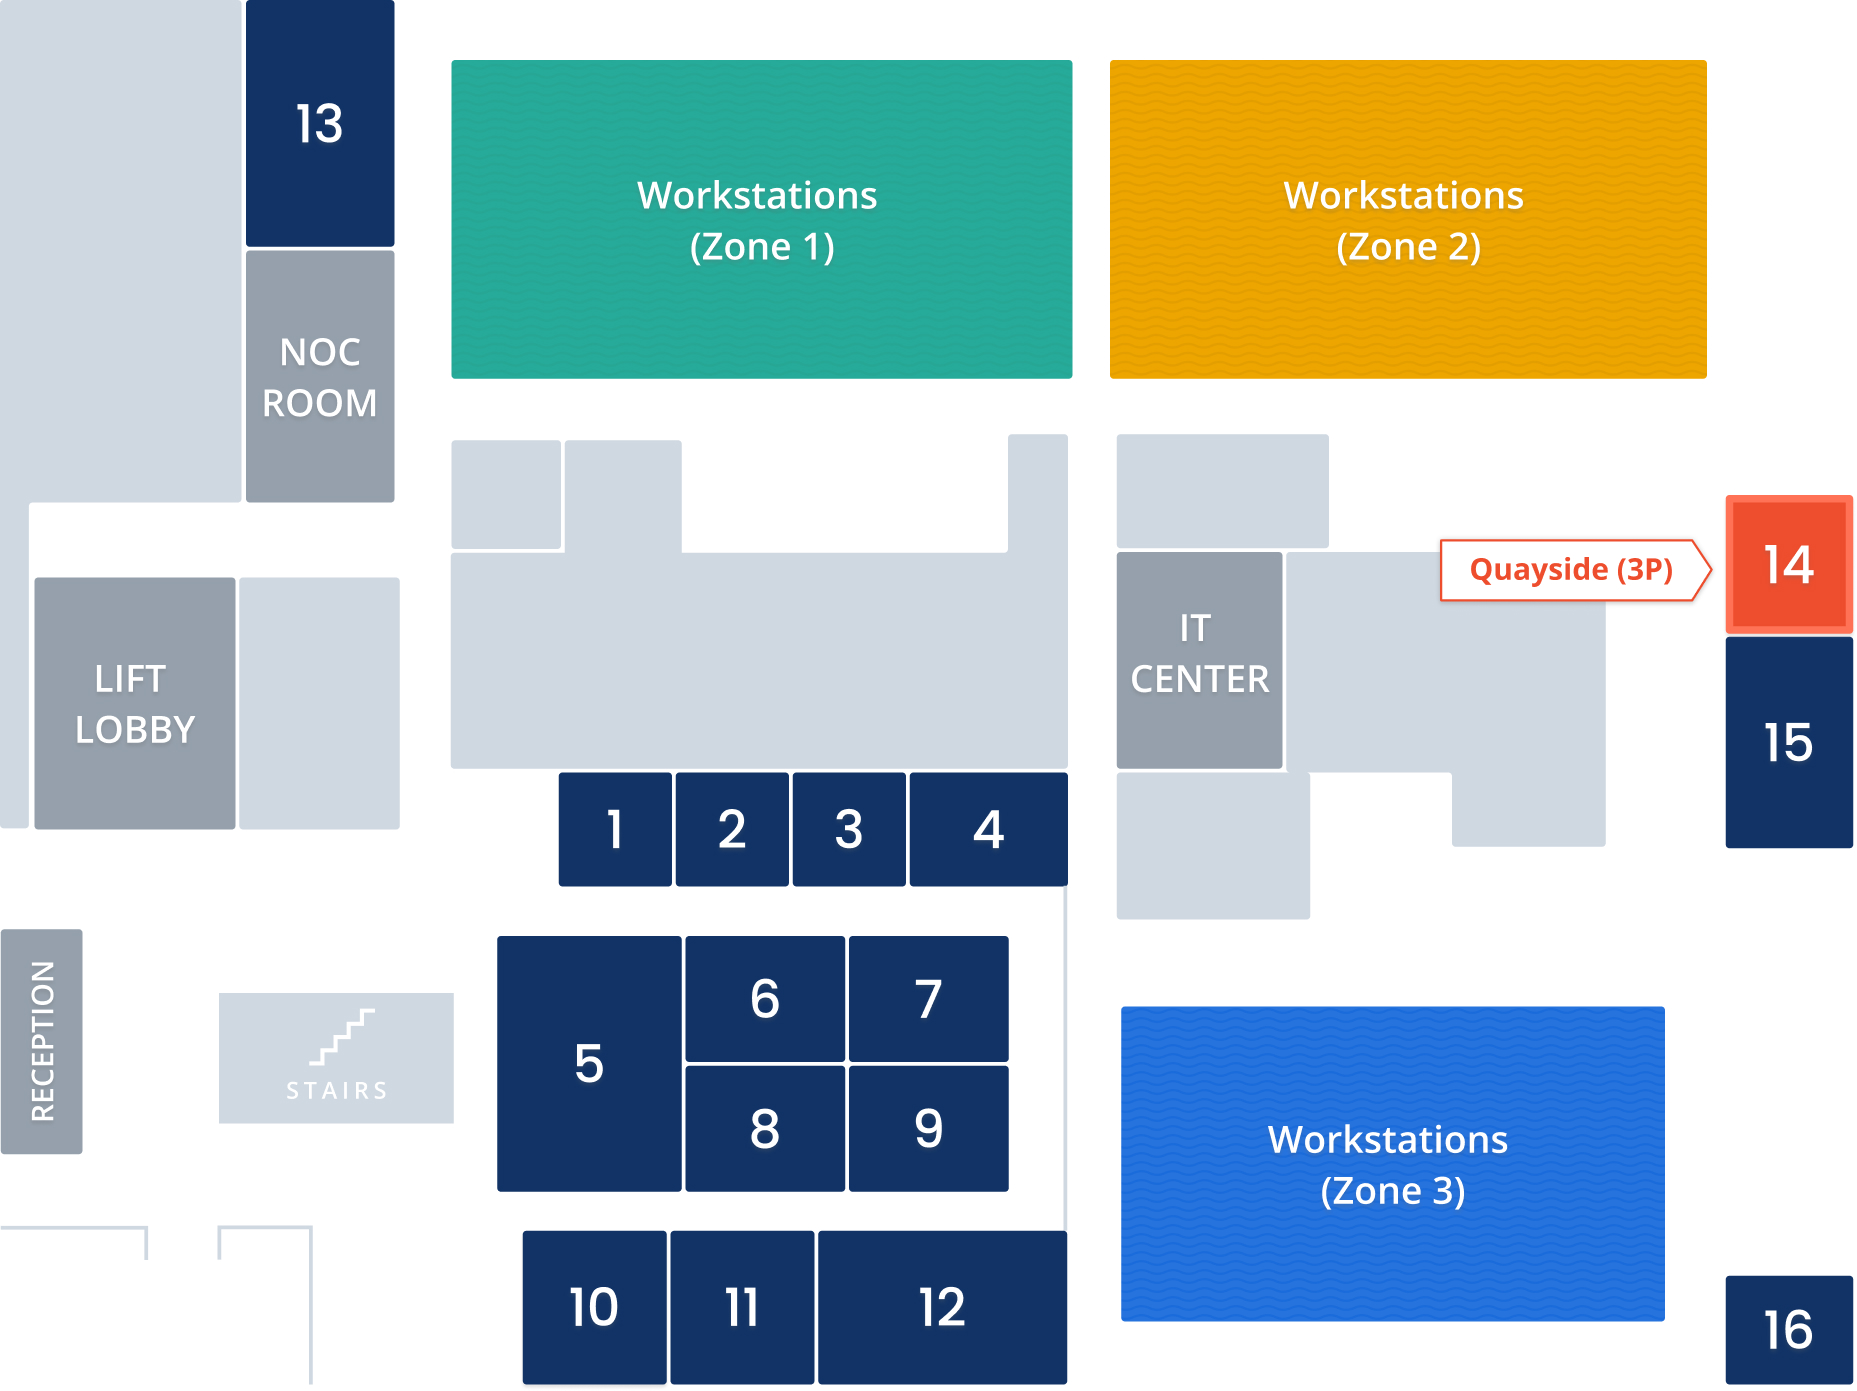 13
Workstations
(Zone 1)
Workstations
(Zone 2)
NOC
ROOM
14
Quayside (3P)
IT
CENTER
LIFT
LOBBY
15
1
2
3
4
RECEPTION
STAIRS
5
6
7
8
9
Workstations
(Zone 3)
10
11
12
16